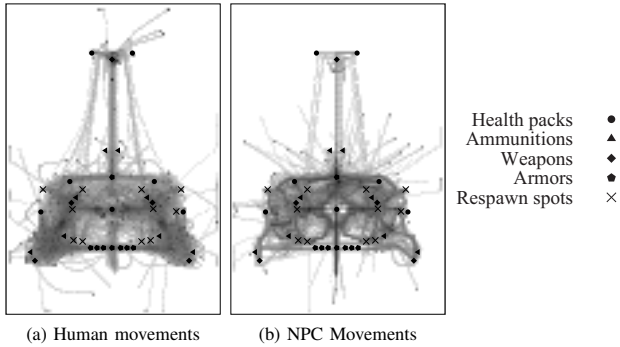 Health packs
Ammunitions
Weapons
Armors
Respawn spots
(a) Human movements
(b) NPC Movements